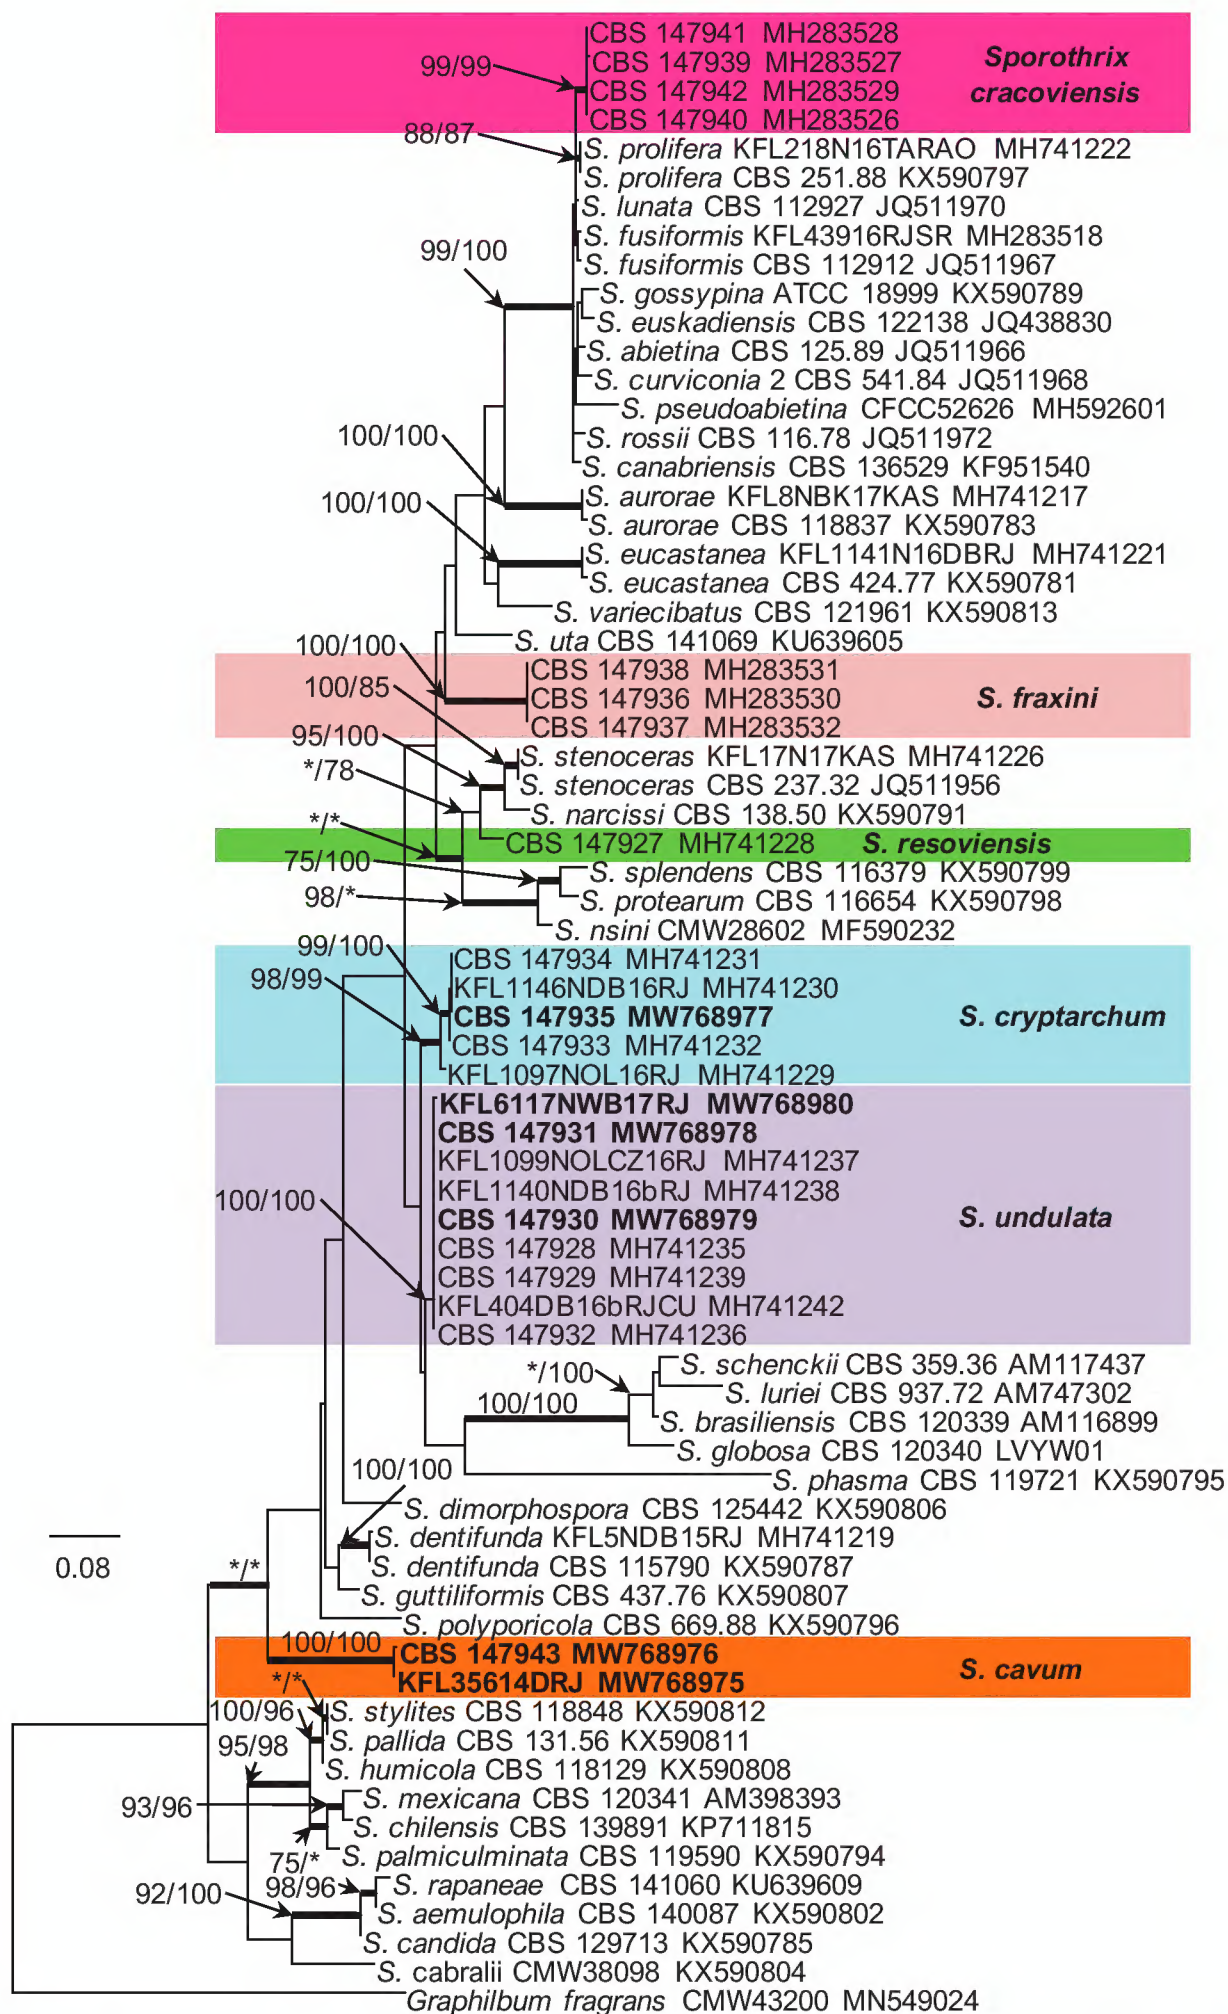 CBS 147941 MH283528
CBS 147939 MH283527
CBS 147942 MH283529
CBS 147940 MH283526
Sporothrix
cracoviensis
99/99
88/87
S. prolifera KFL218N16TARAO MH741222
S. prolifera CBS 251.88 KX590797
S. lunata CBS 112927 JQ511970
S. fusiformis KFL43916RJSR MH283518
99/100
S. fusiformis CBS 112912 JQ511967
S. gossypina ATCC 18999 KX590789
S. euskadiensis CBS 122138 JQ438830
S. abietina CBS 125.89 JQ511966
S. curviconia 2 CBS 541.84 JQ511968
S. pseudoabietina CFCC52626 MH592601
100/100
S. rossii CBS 116.78 JQ511972
S. canabriensis CBS 136529 KF951540
100/100
S. aurorae KFL8NBK17KAS MH741217
S. aurorae CBS 118837 KX590783
S. eucastanea KFL1141N16DBRJ MH741221
S. eucastanea CBS 424.77 KX590781
S. variecibatus CBS 121961 KX590813
S. uta CBS 141069 KU639605
100/100
CBS 147938 MH283531
100/85
CBS 147936 MH283530
S. fraxini
CBS 147937 MH283532
95/100
S. stenoceras KFL17N17KAS MH741226
*/78
S. stenoceras CBS 237.32 JQ511956
S. narcissi CBS 138.50 KX590791
*/*
CBS 147927 MH741228 S. resoviensis
75/100
S. splendens CBS 116379 KX590799
98/*
S. protearum CBS 116654 KX590798
S. nsini CMW28602 MF590232
99/100
CBS 147934 MH741231
98/99
KFL1146NDB16RJ MH741230
CBS 147935 MW768977
S. cryptarchum
CBS 147933 MH741232
KFL1097NOL16RJ MH741229
KFL6117NWB17RJ MW768980
CBS 147931 MW768978
KFL1099NOLCZ16RJ MH741237
KFL1140NDB16bRJ MH741238
100/100
CBS 147930 MW768979
S. undulata
CBS 147928 MH741235
CBS 147929 MH741239
KFL404DB16bRJCU MH741242
CBS 147932 MH741236
S. schenckii CBS 359.36 AM117437
*/100
S. luriei CBS 937.72 AM747302
100/100
S. brasiliensis CBS 120339 AM116899
S. globosa CBS 120340 LVYW01
100/100
S. phasma CBS 119721 KX590795
S. dimorphospora CBS 125442 KX590806
S. dentifunda KFL5NDB15RJ MH741219
0.08
*/*
S. dentifunda CBS 115790 KX590787
S. guttiliformis CBS 437.76 KX590807
S. polyporicola CBS 669.88 KX590796
100/100
CBS 147943 MW768976
S. cavum
KFL35614DRJ MW768975
*/*
100/96
S. stylites CBS 118848 KX590812
95/98
S. pallida CBS 131.56 KX590811
S. humicola CBS 118129 KX590808
93/96
S. mexicana CBS 120341 AM398393
S. chilensis CBS 139891 KP711815
75/*
S. palmiculminata CBS 119590 KX590794
92/100
98/96
S. rapaneae CBS 141060 KU639609
S. aemulophila CBS 140087 KX590802
S. candida CBS 129713 KX590785
S. cabralii CMW38098 KX590804
Graphilbum fragrans CMW43200 MN549024